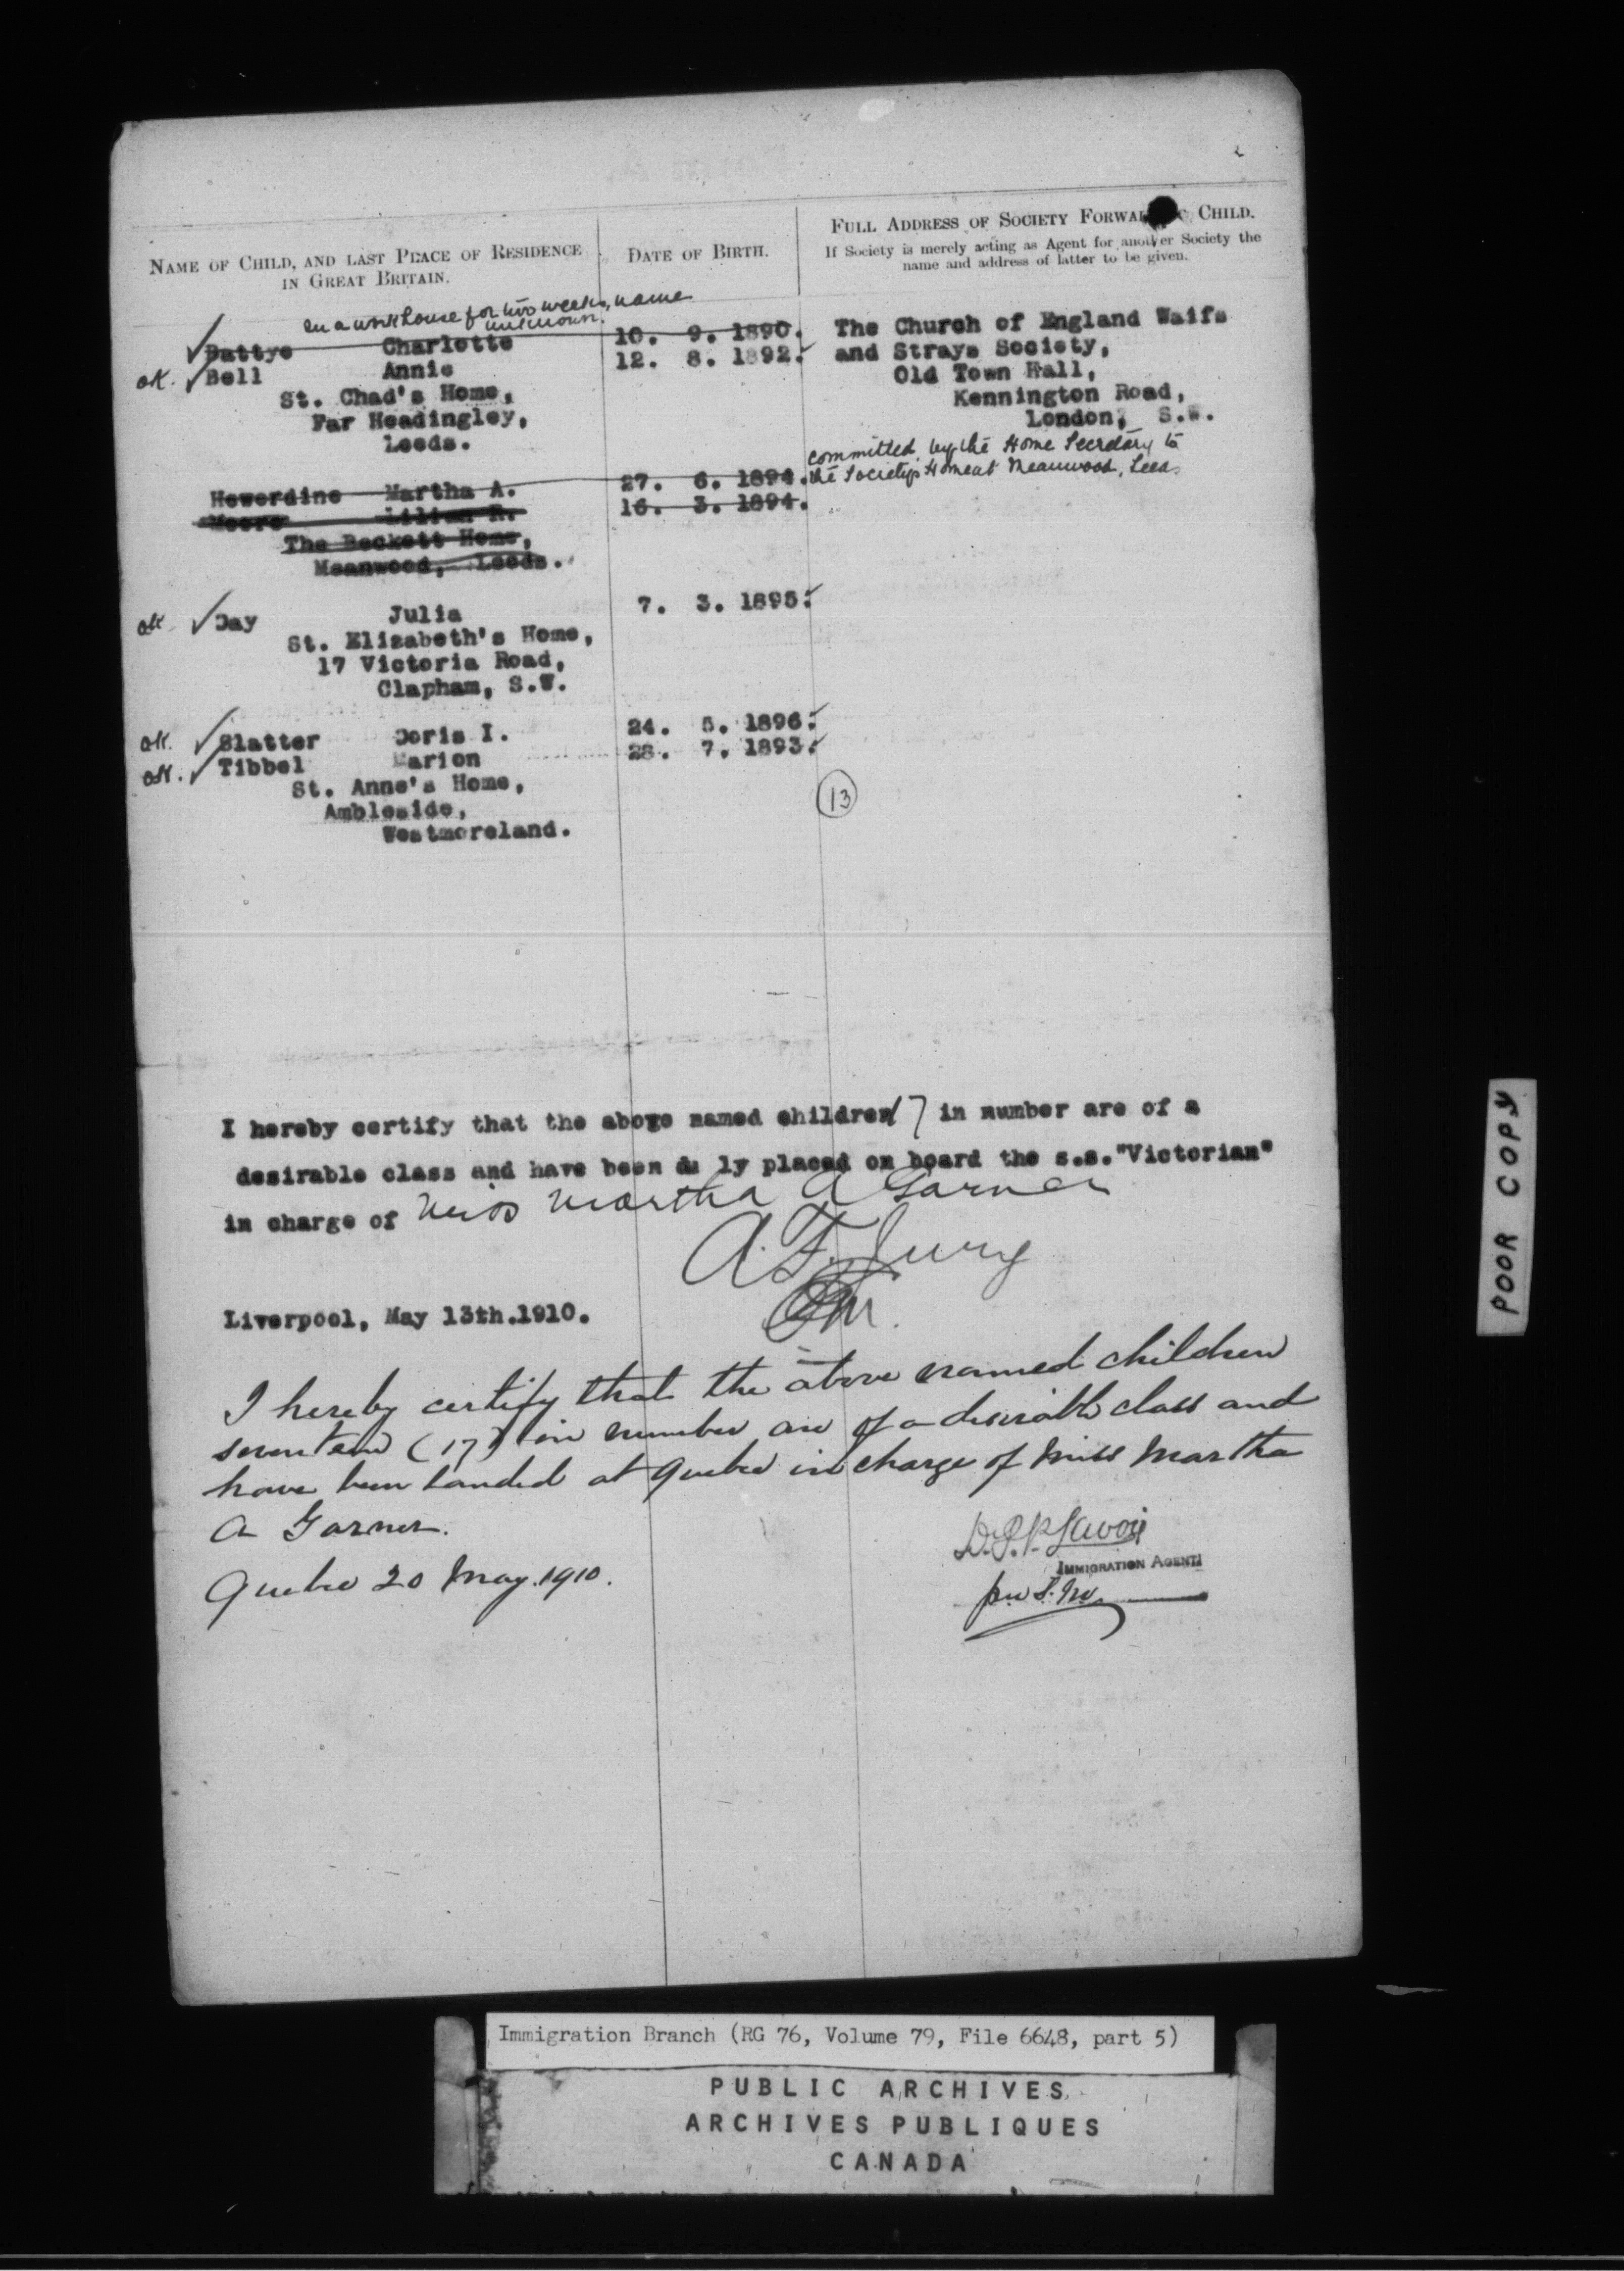 2
NAME OF CHILD, AND LAST PLACE OF RESIDENCE
IN GREAT BRITAIN.
DATE OF BIRTH.
FULL ADDRESS OF SOCIETY FORWARDING CHILD.
If Society is merely acting as Agent for another Society the
name and address of latter to be given.
In a workhouse for two weeks, name
unknown.
✓ Battye Charlotte 10. 9. 1890.
OK. ✓ Bell Annie 12. 8. 1892. ✓
St. Chad's Home,
Far Headingley,
Leeds.
The Church of England Waifs
and Strays Society,
Old Town Hall,
Kennington Road,
London, S.W.
committed by the Home Secretary to
the Society's Home at Meanwood, Leeds
Hewerdine Martha A. 27. 6. 1894.
Moore Lilian R. 16. 3. 1894.
The Beckett Home,
Meanwood, Leeds.
OK ✓ Day Julia 7. 3. 1895. ✓
St. Elizabeth's Home,
17 Victoria Road,
Clapham, S.W.
OK. ✓ Slatter Doris I. 24. 5. 1896. ✓
OK. ✓ Tibbel Marion 28. 7. 1893. ✓
St. Anne's Home,
Ambleside,
Westmoreland.
13
I hereby certify that the above named children 17 in number are of a
desirable class and have been du ly placed on board the s.s."Victorian"
in charge of Miss Martha A Garner
A. F. Jury
Liverpool, May 13th.1910.
I hereby certify that the above named children
seventeen (17) in number are of a desirable class and
have been landed at Quebec in charge of Miss Martha
A Garner.
Quebec 20 May. 1910.
Lavoie
IMMIGRATION AGENT
POOR COPY
Immigration Branch (RG 76, Volume 79, File 6648, part 5)
PUBLIC ARCHIVES
ARCHIVES PUBLIQUES
CANADA